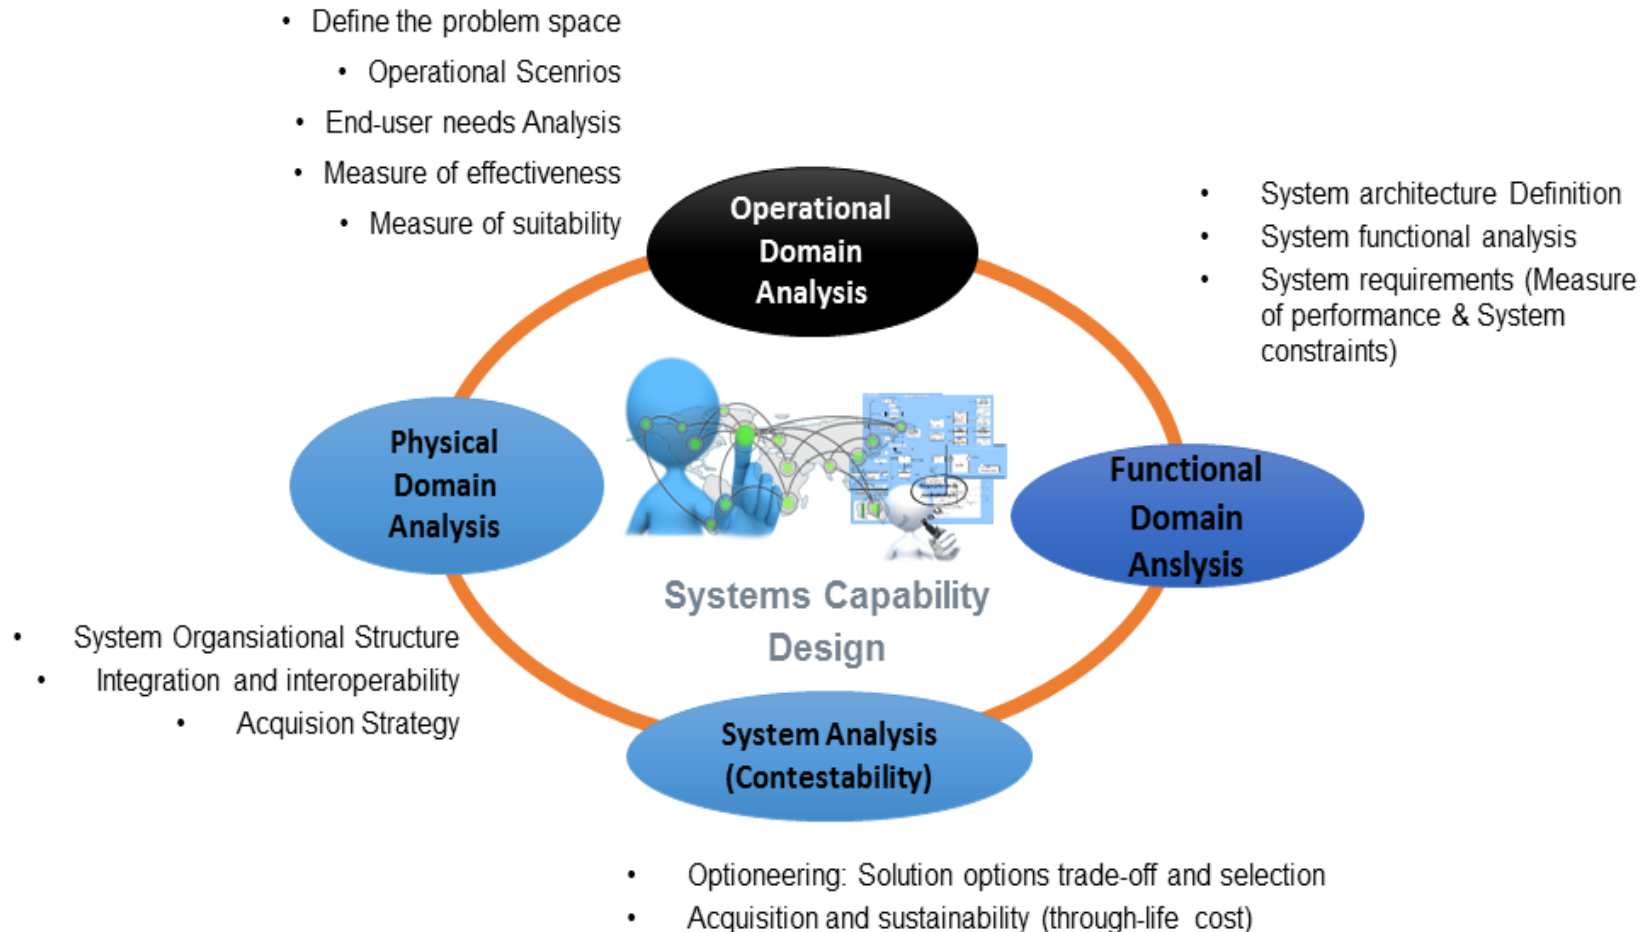 • Define the problem space
• Operational Scenrios
• End-user needs Analysis
• Measure of effectiveness
• Measure of suitability
Operational
Domain
Analysis
• System architecture Definition
• System functional analysis
• System requirements (Measure
of performance & System
constraints)
Physical
Domain
Analysis
Functional
Domain
Anslysis
Systems Capability
Design
• System Organsiational Structure
• Integration and interoperability
• Acquision Strategy
System Analysis
(Contestability)
• Optioneering: Solution options trade-off and selection
• Acquisition and sustainability (through-life cost)